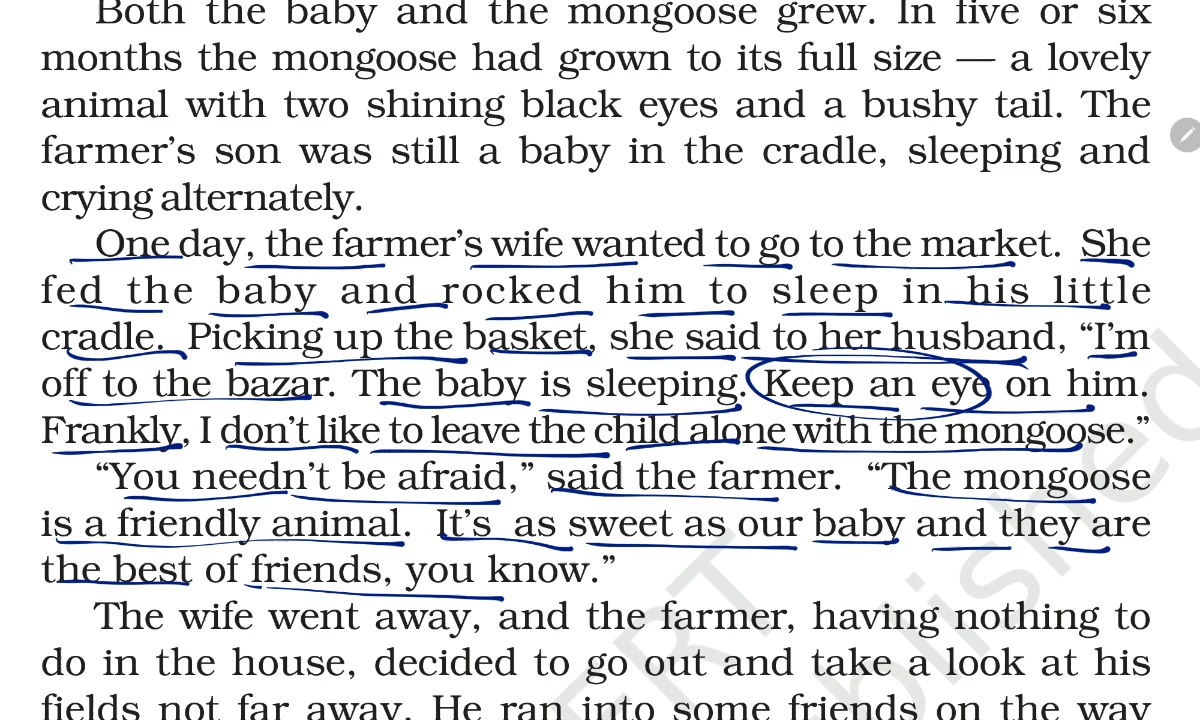 Both the baby and the mongoose grew. In five or six
months the mongoose had grown to its full size — a lovely
animal with two shining black eyes and a bushy tail. The
farmer's son was still a baby in the cradle, sleeping and
crying alternately.
One day, the farmer's wife wanted to go to the market. She
fed the baby and rocked him to sleep in his little
cradle. Picking up the basket, she said to her husband, “I'm
off to the bazar. The baby is sleeping. Keep an eye on him.
Frankly, I don't like to leave the child alone with the mongoose.”
“You needn't be afraid,” said the farmer. “The mongoose
is a friendly animal. It's as sweet as our baby and they are
the best of friends, you know.”
The wife went away, and the farmer, having nothing to
do in the house, decided to go out and take a look at his
fields not far away. He ran into some friends on the way